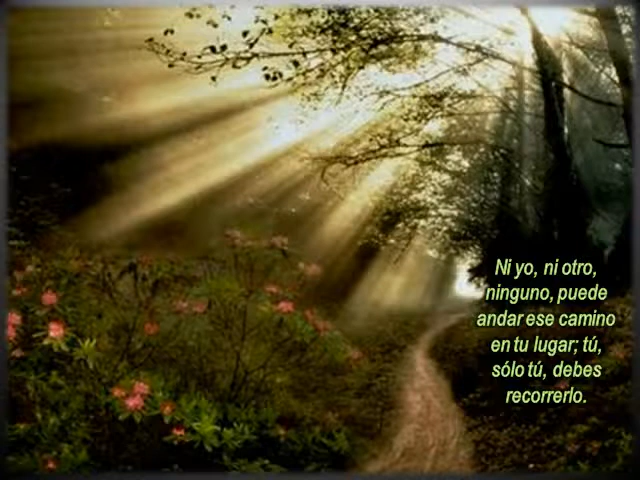 Ni yo, ni otro,
ninguno, puede
andar ese camino
en tu lugar; tú,
sólo tú, debes
recorrerlo.